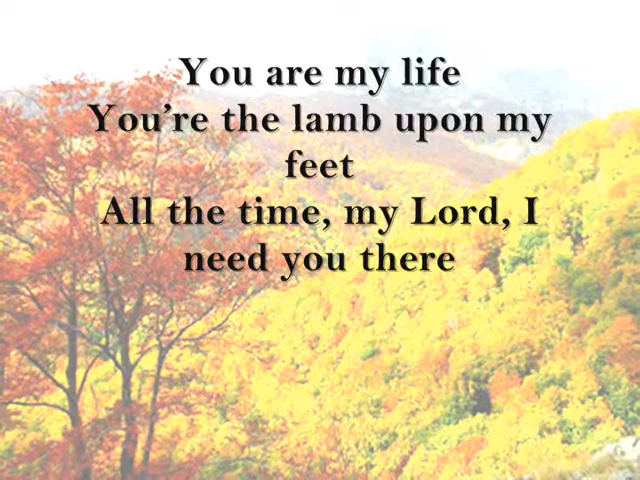 You are my life
You’re the lamb upon my
feet
All the time, my Lord, I
need you there